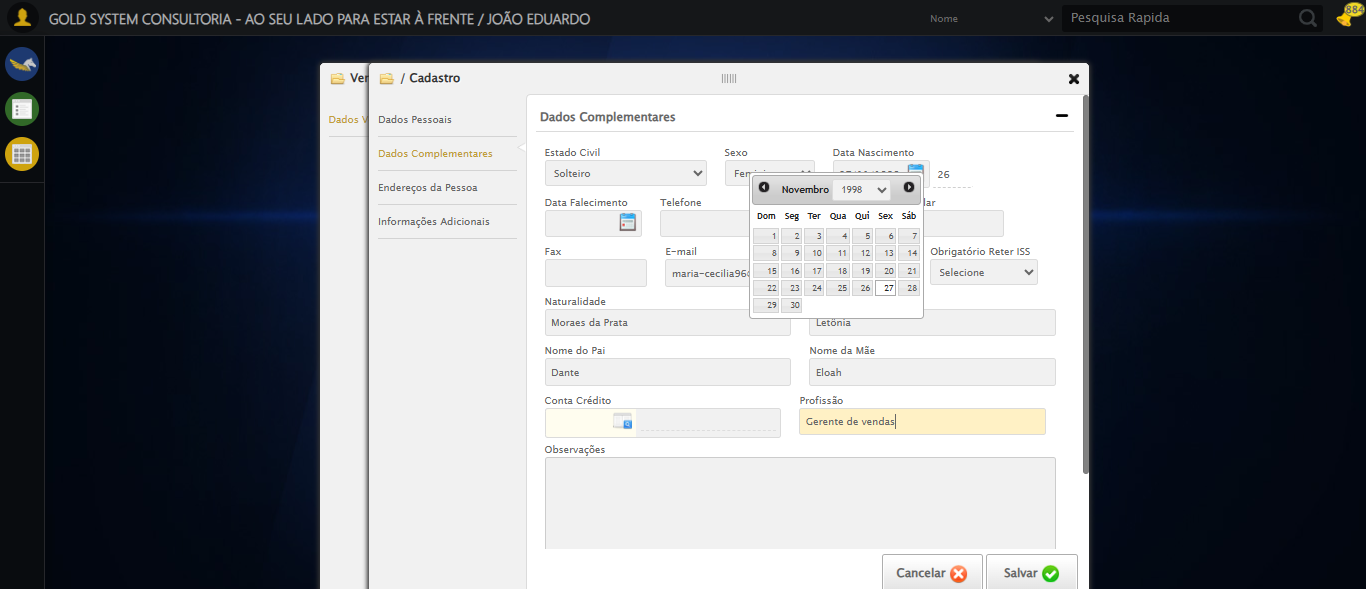 GOLD SYSTEM CONSULTORIA - AO SEU LADO PARA ESTAR À FRENTE / JOÃO EDUARDO
Nome
Pesquisa Rapida
884
/ Cadastro
Dados Pessoais
Dados Complementares
Endereços da Pessoa
Informações Adicionais
Dados Complementares
Estado Civil Sexo Data Nascimento
Solteiro 26
Data Falecimento Telefone
Fax E-mail Obrigatório Reter ISS
maria-cecilia96 Selecione
Novembro 1998
Dom Seg Ter Qua Qui Sex Sáb
1 2 3 4 5 6 7
8 9 10 11 12 13 14
15 16 17 18 19 20 21
22 23 24 25 26 27 28
29 30
Naturalidade
Moraes da Prata Letônia
Nome do Pai Nome da Mãe
Dante Eloah
Conta Crédito Profissão
Gerente de vendas
Observações
Cancelar Salvar